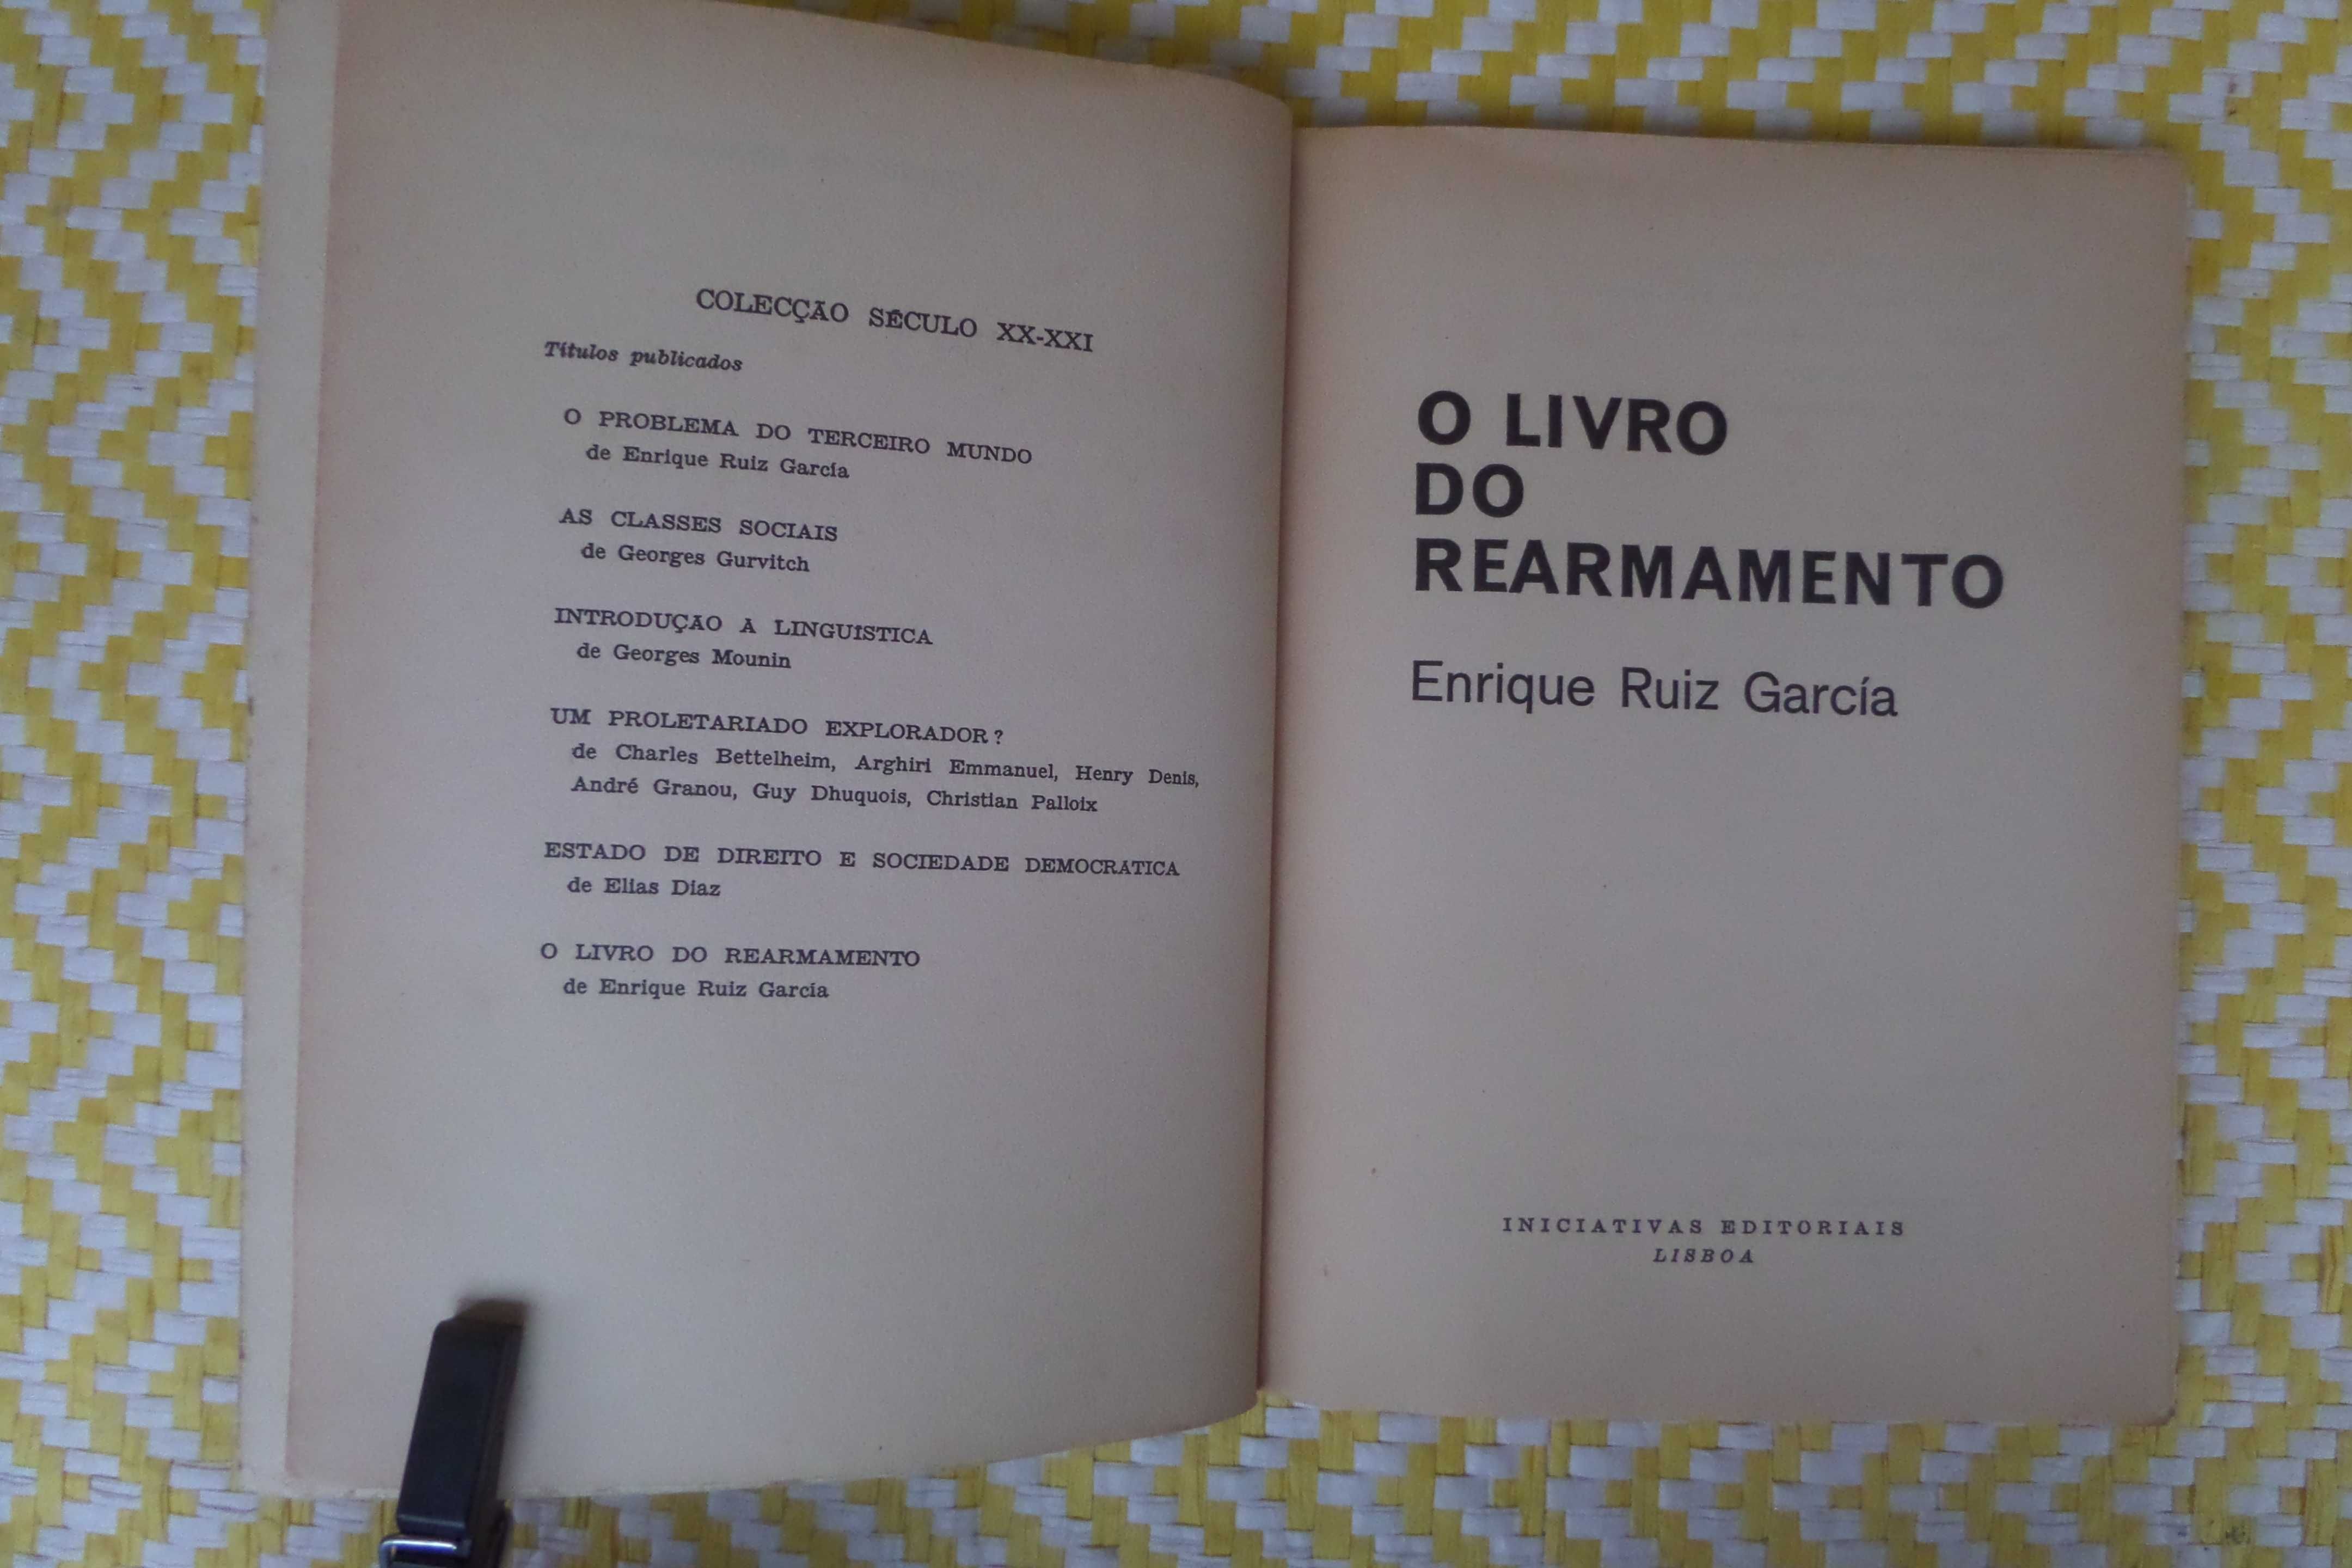 COLECÇÃO SÉCULO XX-XXI
Títulos publicados
O PROBLEMA DO TERCEIRO MUNDO
de Enrique Ruiz García
AS CLASSES SOCIAIS
de Georges Gurvitch
INTRODUÇÃO À LINGUÍSTICA
de Georges Mounin
UM PROLETARIADO EXPLORADOR?
de Charles Bettelheim, Arghiri Emmanuel, Henry Denis,
André Granou, Guy Dhuquois, Christian Palloix
ESTADO DE DIREITO E SOCIEDADE DEMOCRÁTICA
de Elias Diaz
O LIVRO DO REARMAMENTO
de Enrique Ruiz García
O LIVRO
DO
REARMAMENTO
Enrique Ruiz García
INICIATIVAS EDITORIAIS
LISBOA